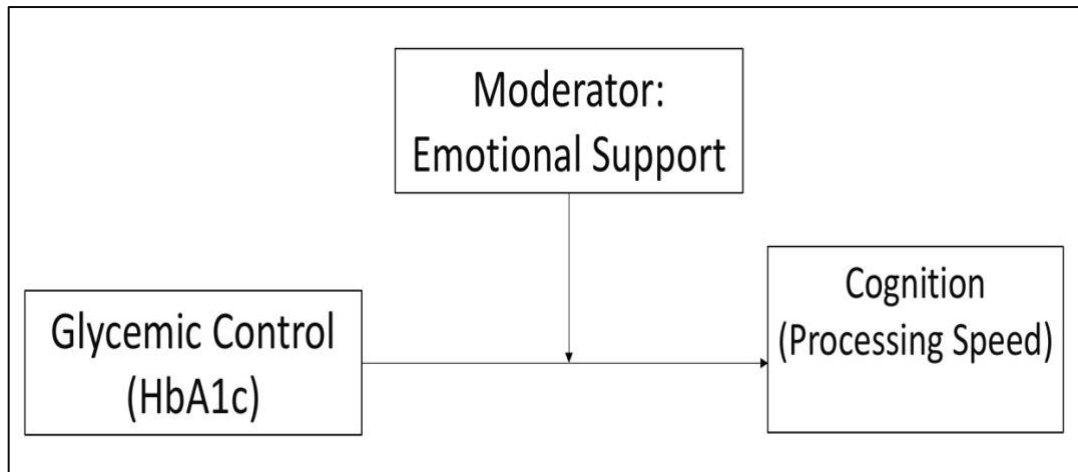 Moderator:
Emotional Support
Glycemic Control
(HbA1c)
Cognition
(Processing Speed)